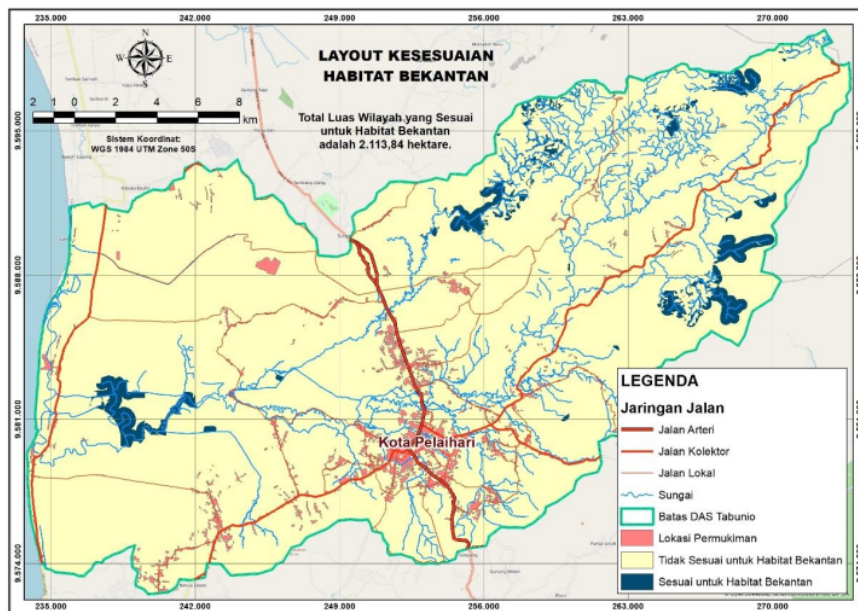 235.000 242.000 249.000 256.000 263.000 270.000
LAYOUT KESESUAIAN
HABITAT BEKANTAN
N
W E
S
2 1 0 2 4 6 8
km
Sistem Koordinat:
WGS 1984 UTM Zone 50S
Total Luas Wilayah yang Sesuai
untuk Habitat Bekantan
adalah 2.113,84 hektare.
9.595.000
9.588.000
9.581.000
9.574.000
Kota Pelaihari
LEGENDA
Jaringan Jalan
Jalan Arteri
Jalan Kolektor
Jalan Lokal
Sungai
Batas DAS Tabunio
Lokasi Permukiman
Tidak Sesuai untuk Habitat Bekantan
Sesuai untuk Habitat Bekantan
235.000 242.000 249.000 256.000 263.000 270.000